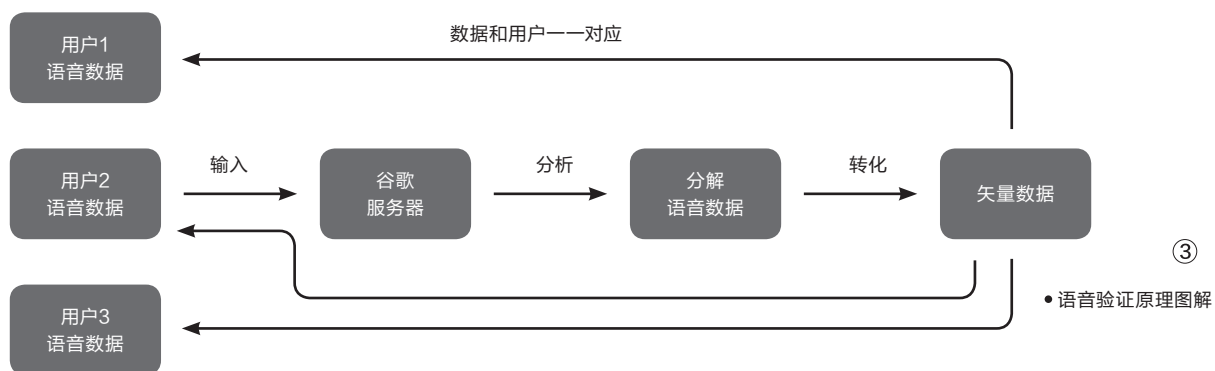 数据和用户一一对应
用户1
语音数据
用户2
语音数据
输入
谷歌
服务器
分析
分解
语音数据
转化
矢量数据
用户3
语音数据
③
•语音验证原理图解